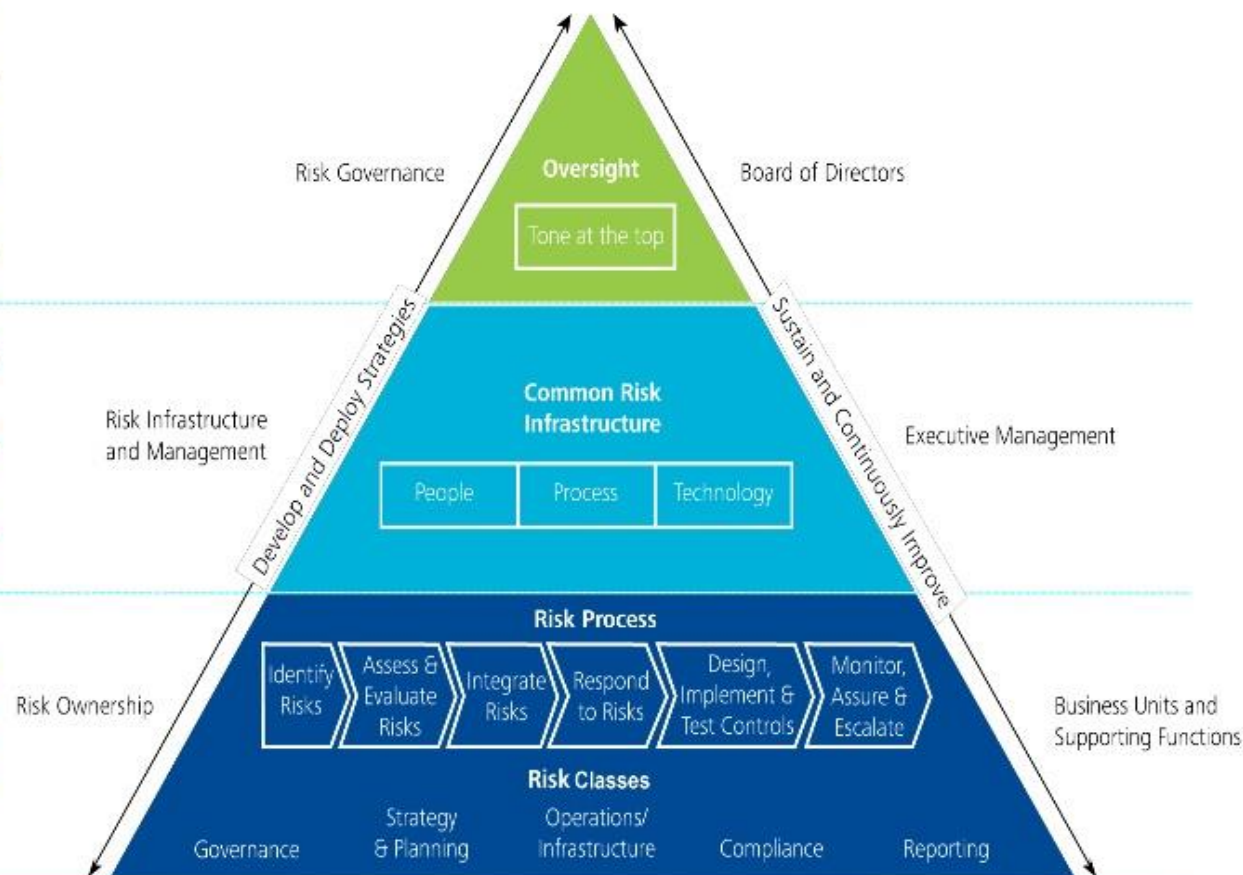 Risk Governance
Oversight
Board of Directors
Tone at the top
Develop and Deploy Strategies
Sustain and Continuously Improve
Risk Infrastructure
and Management
Common Risk
Infrastructure
Executive Management
People
Process
Technology
Risk Ownership
Risk Process
Identify
Risks
Assess &
Evaluate
Risks
Integrate
Risks
Respond
to Risks
Design,
Implement &
Test Controls
Monitor,
Assure &
Escalate
Business Units and
Supporting Functions
Risk Classes
Governance
Strategy
& Planning
Operations/
Infrastructure
Compliance
Reporting